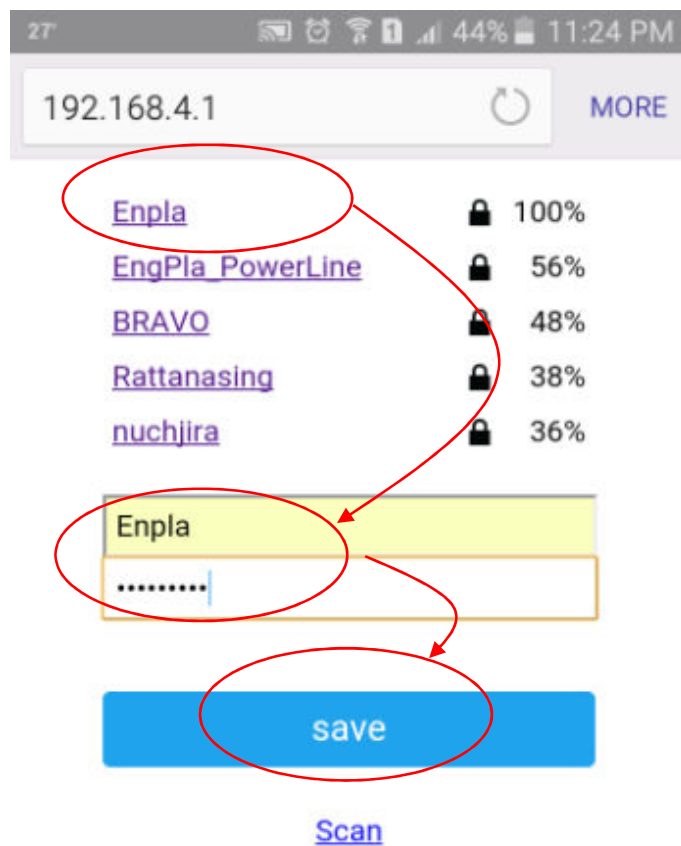 27° 1 44% 11:24 PM
192.168.4.1 MORE
Enpla 100%
EngPla_PowerLine 56%
BRAVO 48%
Rattanasing 38%
nuchjira 36%
Enpla
•••••••••
save
Scan